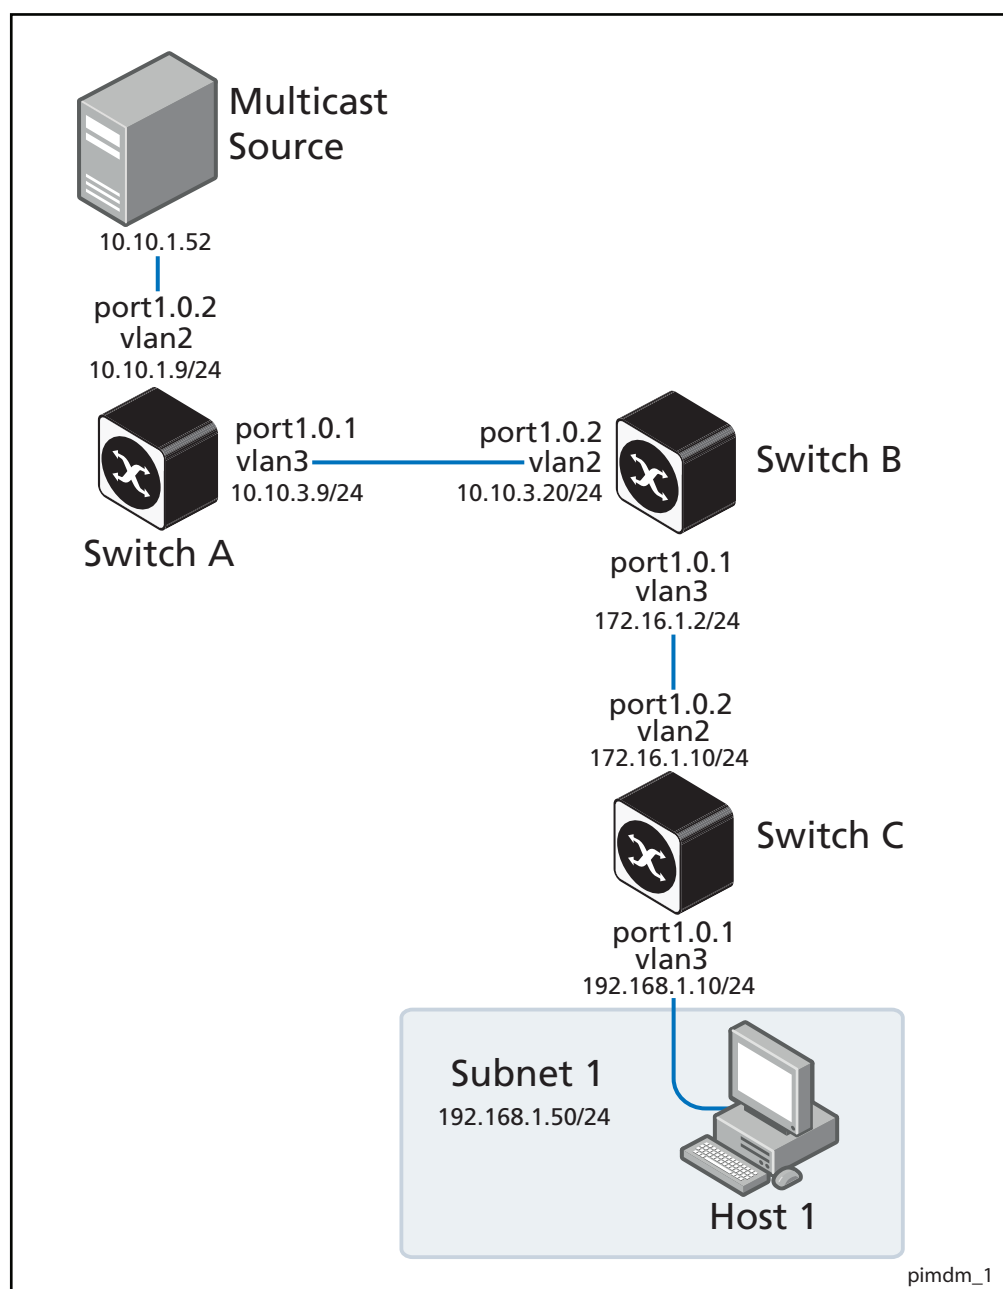 Multicast
Source
10.10.1.52
port1.0.2
vlan2
10.10.1.9/24
Switch A
port1.0.1
vlan3
10.10.3.9/24
port1.0.2
vlan2
10.10.3.20/24
Switch B
port1.0.1
vlan3
172.16.1.2/24
port1.0.2
vlan2
172.16.1.10/24
Switch C
port1.0.1
vlan3
192.168.1.10/24
Subnet 1
192.168.1.50/24
Host 1
pimdm_1